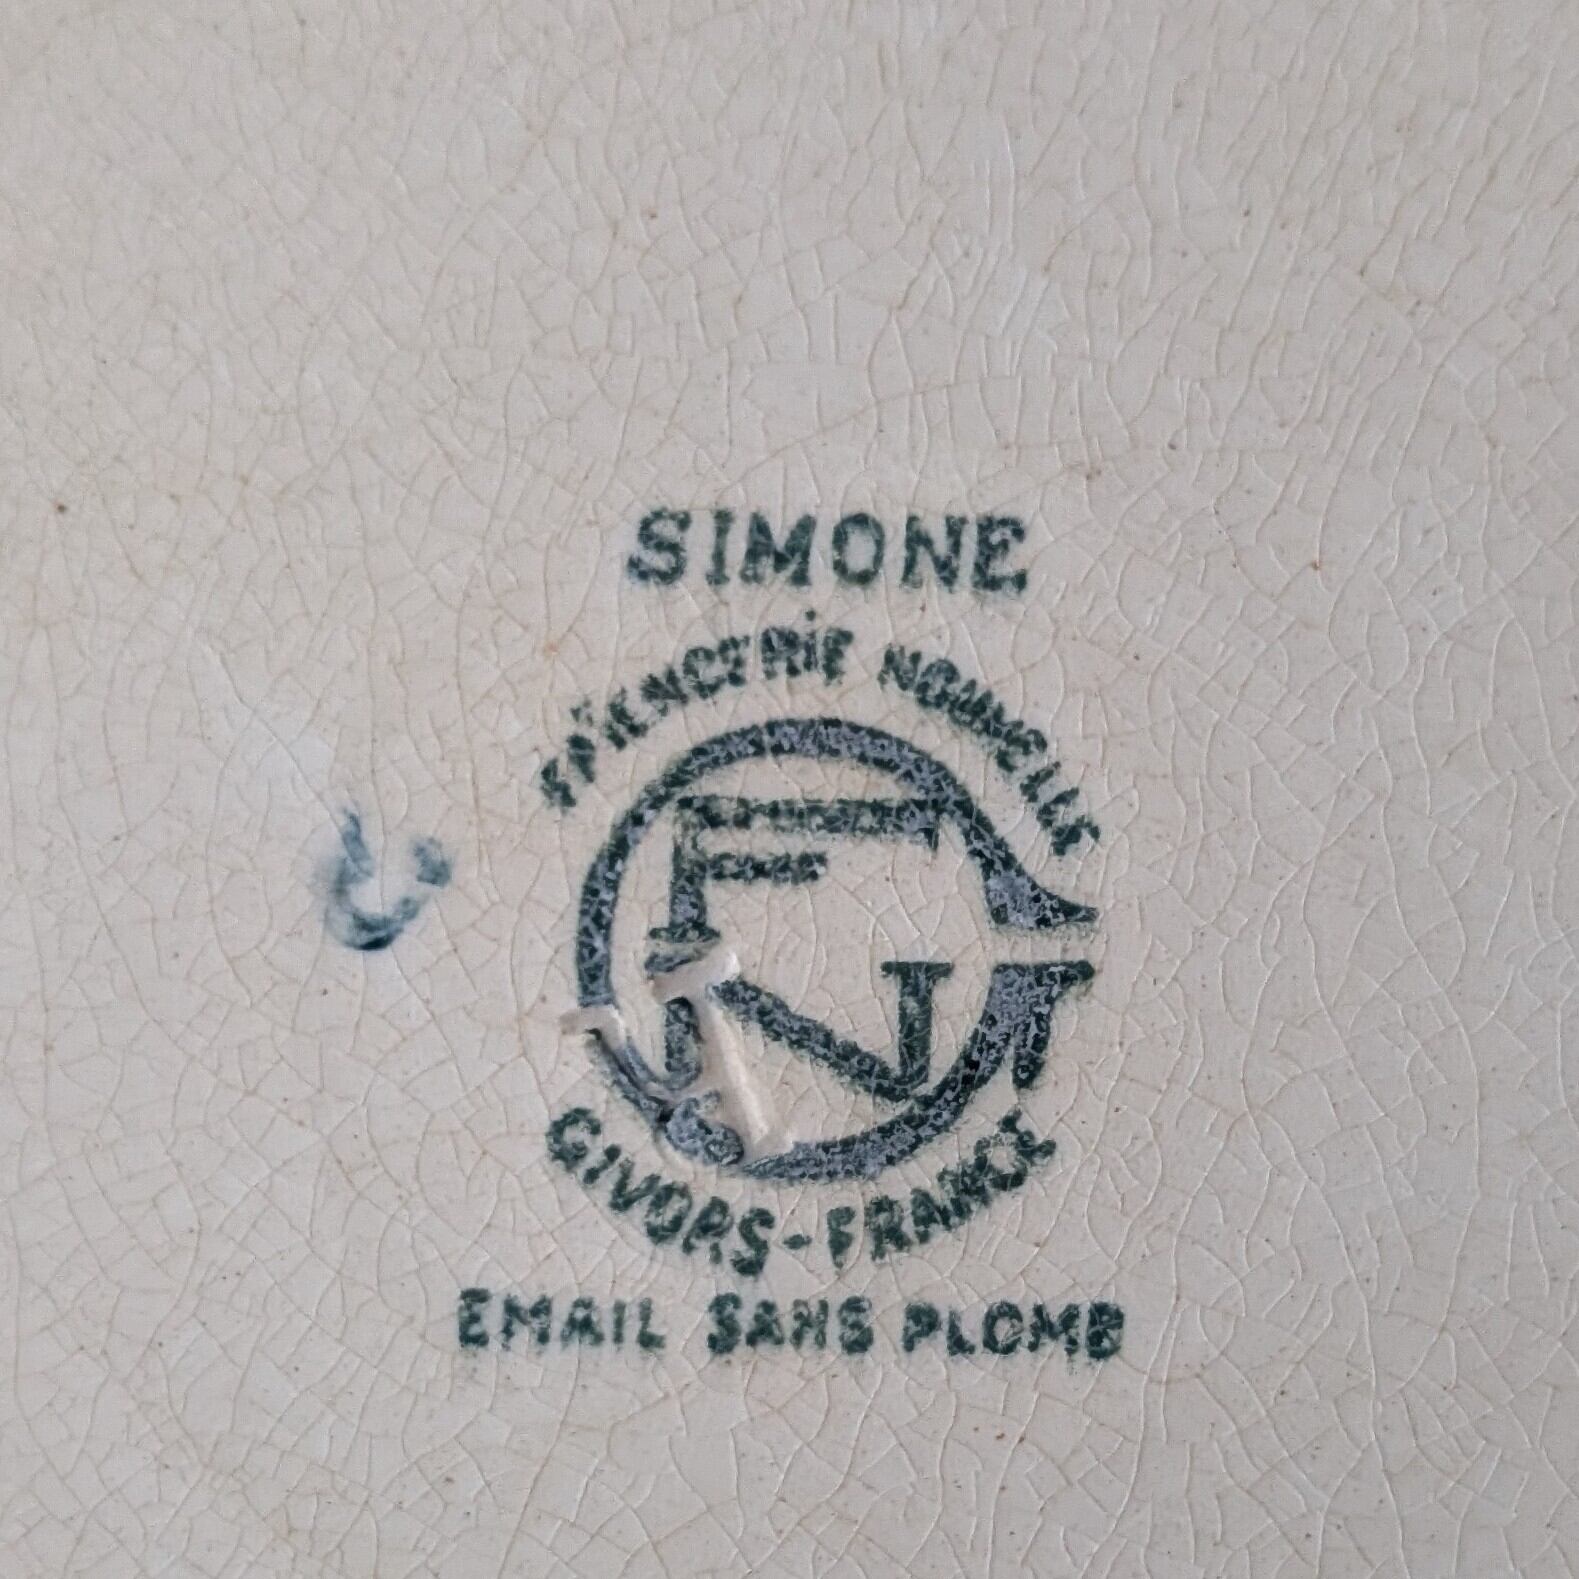 SIMONE
FAÏENCERIE NOUVELLE
G
F
N
GIVORS-FRANCE
EMAIL SANS PLOMB